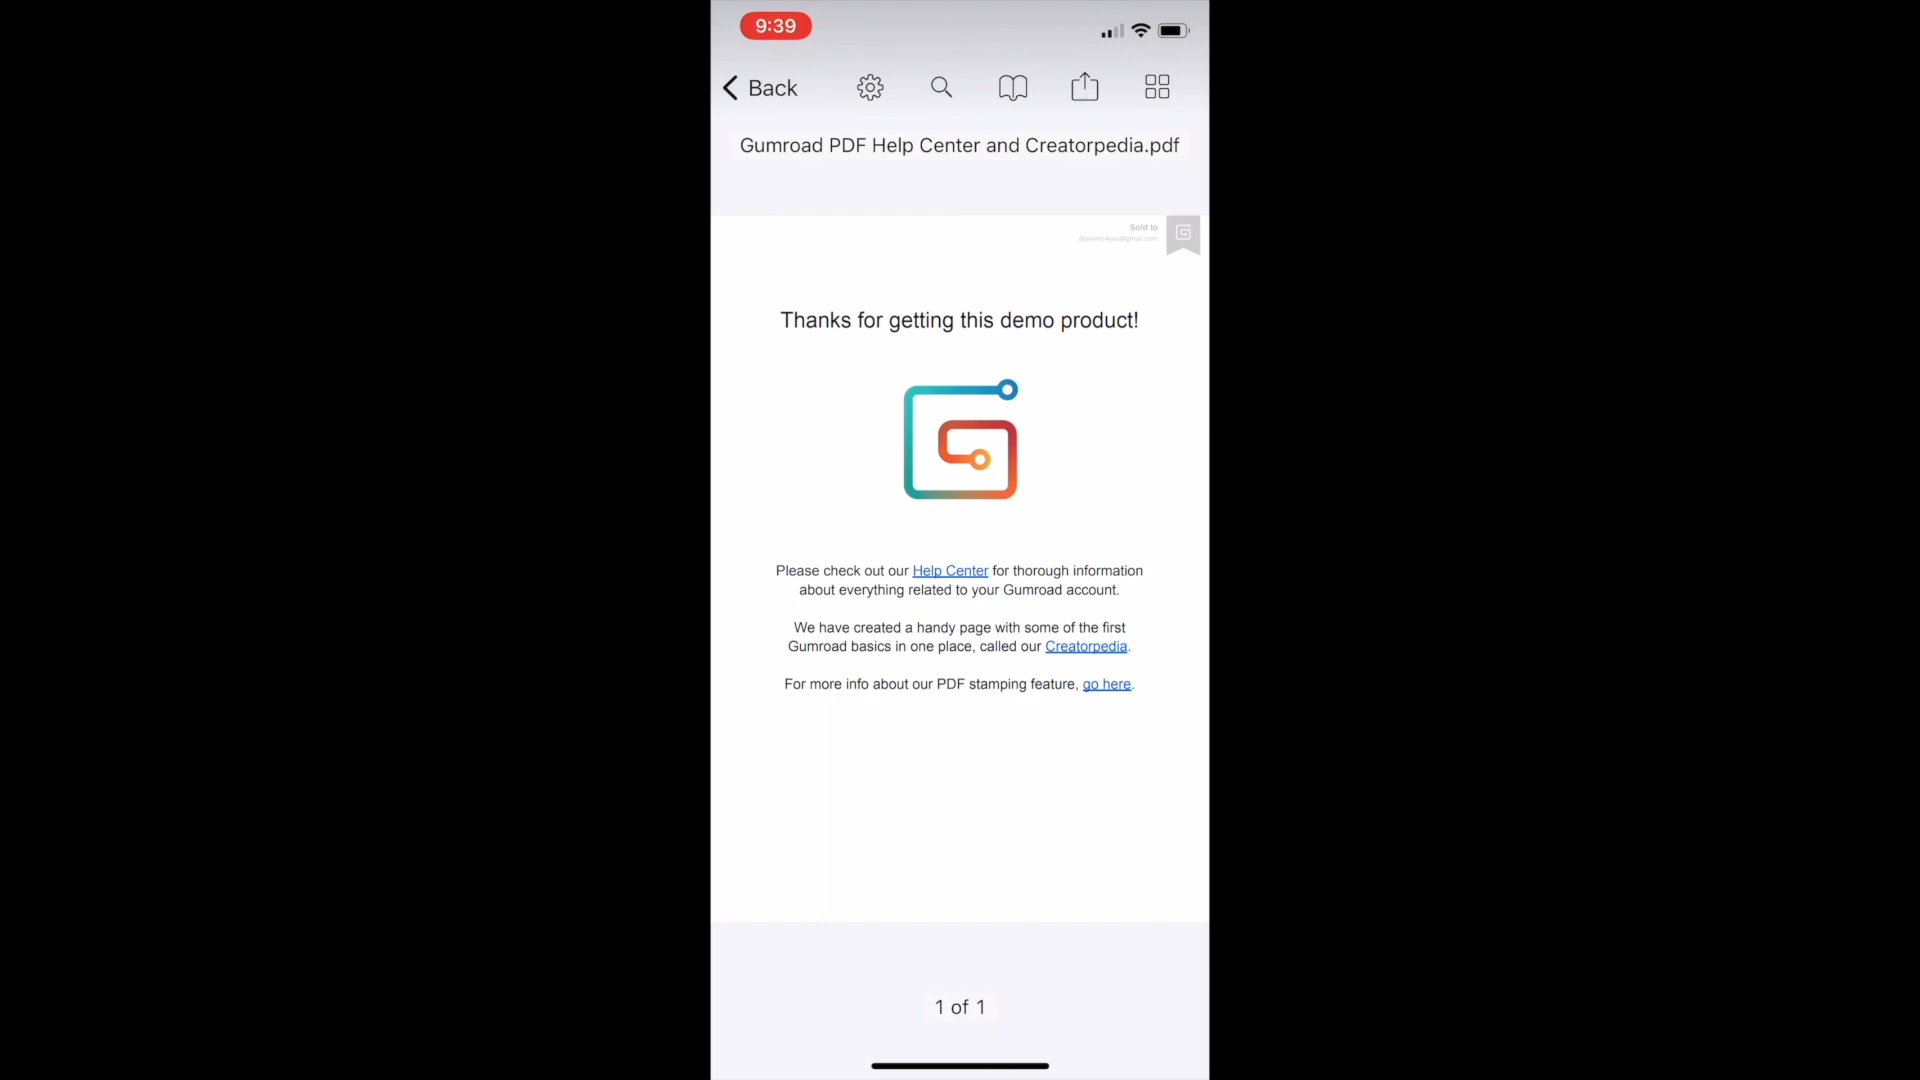 9:39
Back
Gumroad PDF Help Center and Creatorpedia.pdf
Sold to
Thanks for getting this demo product!
Please check out our Help Center for thorough information
about everything related to your Gumroad account.
We have created a handy page with some of the first
Gumroad basics in one place, called our Creatorpedia.
For more info about our PDF stamping feature, go here.
1 of 1